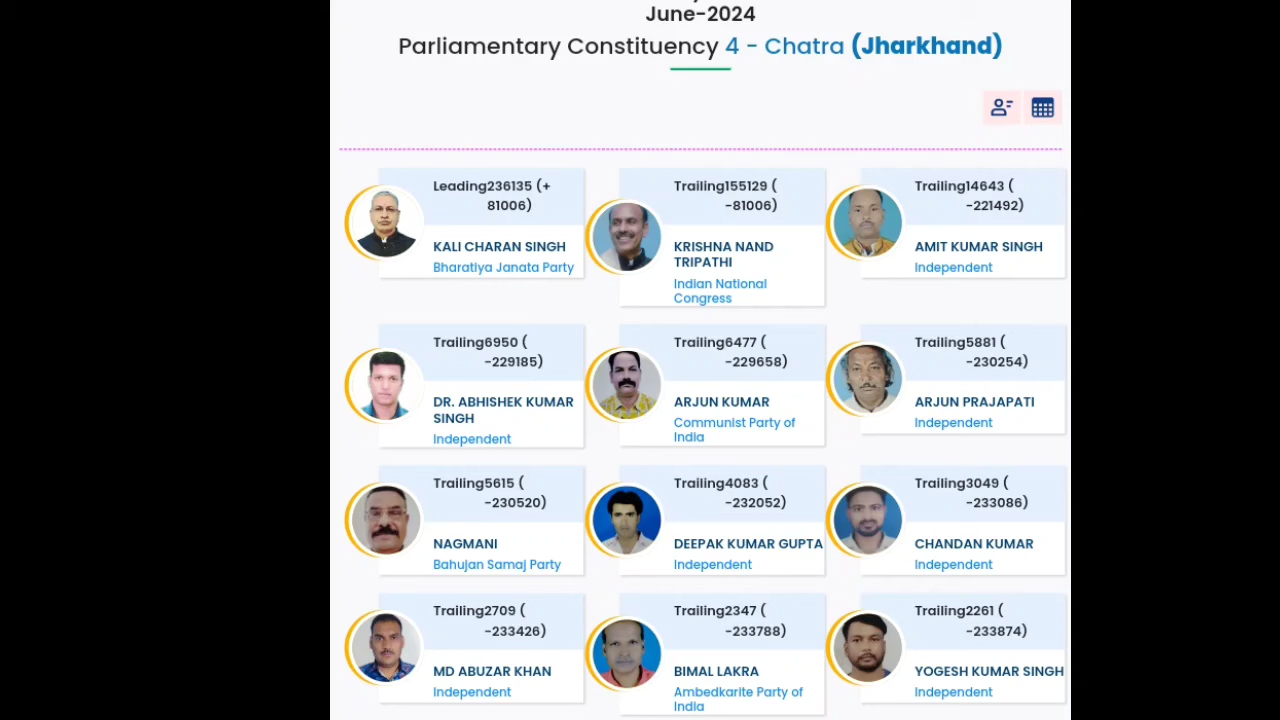 June-2024
Parliamentary Constituency 4 - Chatra (Jharkhand)
Leading236135 (+
81006)
KALI CHARAN SINGH
Bharatiya Janata Party
Trailing155129 (
-81006)
KRISHNA NAND
TRIPATHI
Indian National
Congress
Trailing14643 (
-221492)
AMIT KUMAR SINGH
Independent
Trailing6950 (
-229185)
DR. ABHISHEK KUMAR
SINGH
Independent
Trailing6477 (
-229658)
ARJUN KUMAR
Communist Party of
India
Trailing5881 (
-230254)
ARJUN PRAJAPATI
Independent
Trailing5615 (
-230520)
NAGMANI
Bahujan Samaj Party
Trailing4083 (
-232052)
DEEPAK KUMAR GUPTA
Independent
Trailing3049 (
-233086)
CHANDAN KUMAR
Independent
Trailing2709 (
-233426)
MD ABUZAR KHAN
Independent
Trailing2347 (
-233788)
BIMAL LAKRA
Ambedkarite Party of
India
Trailing2261 (
-233874)
YOGESH KUMAR SINGH
Independent